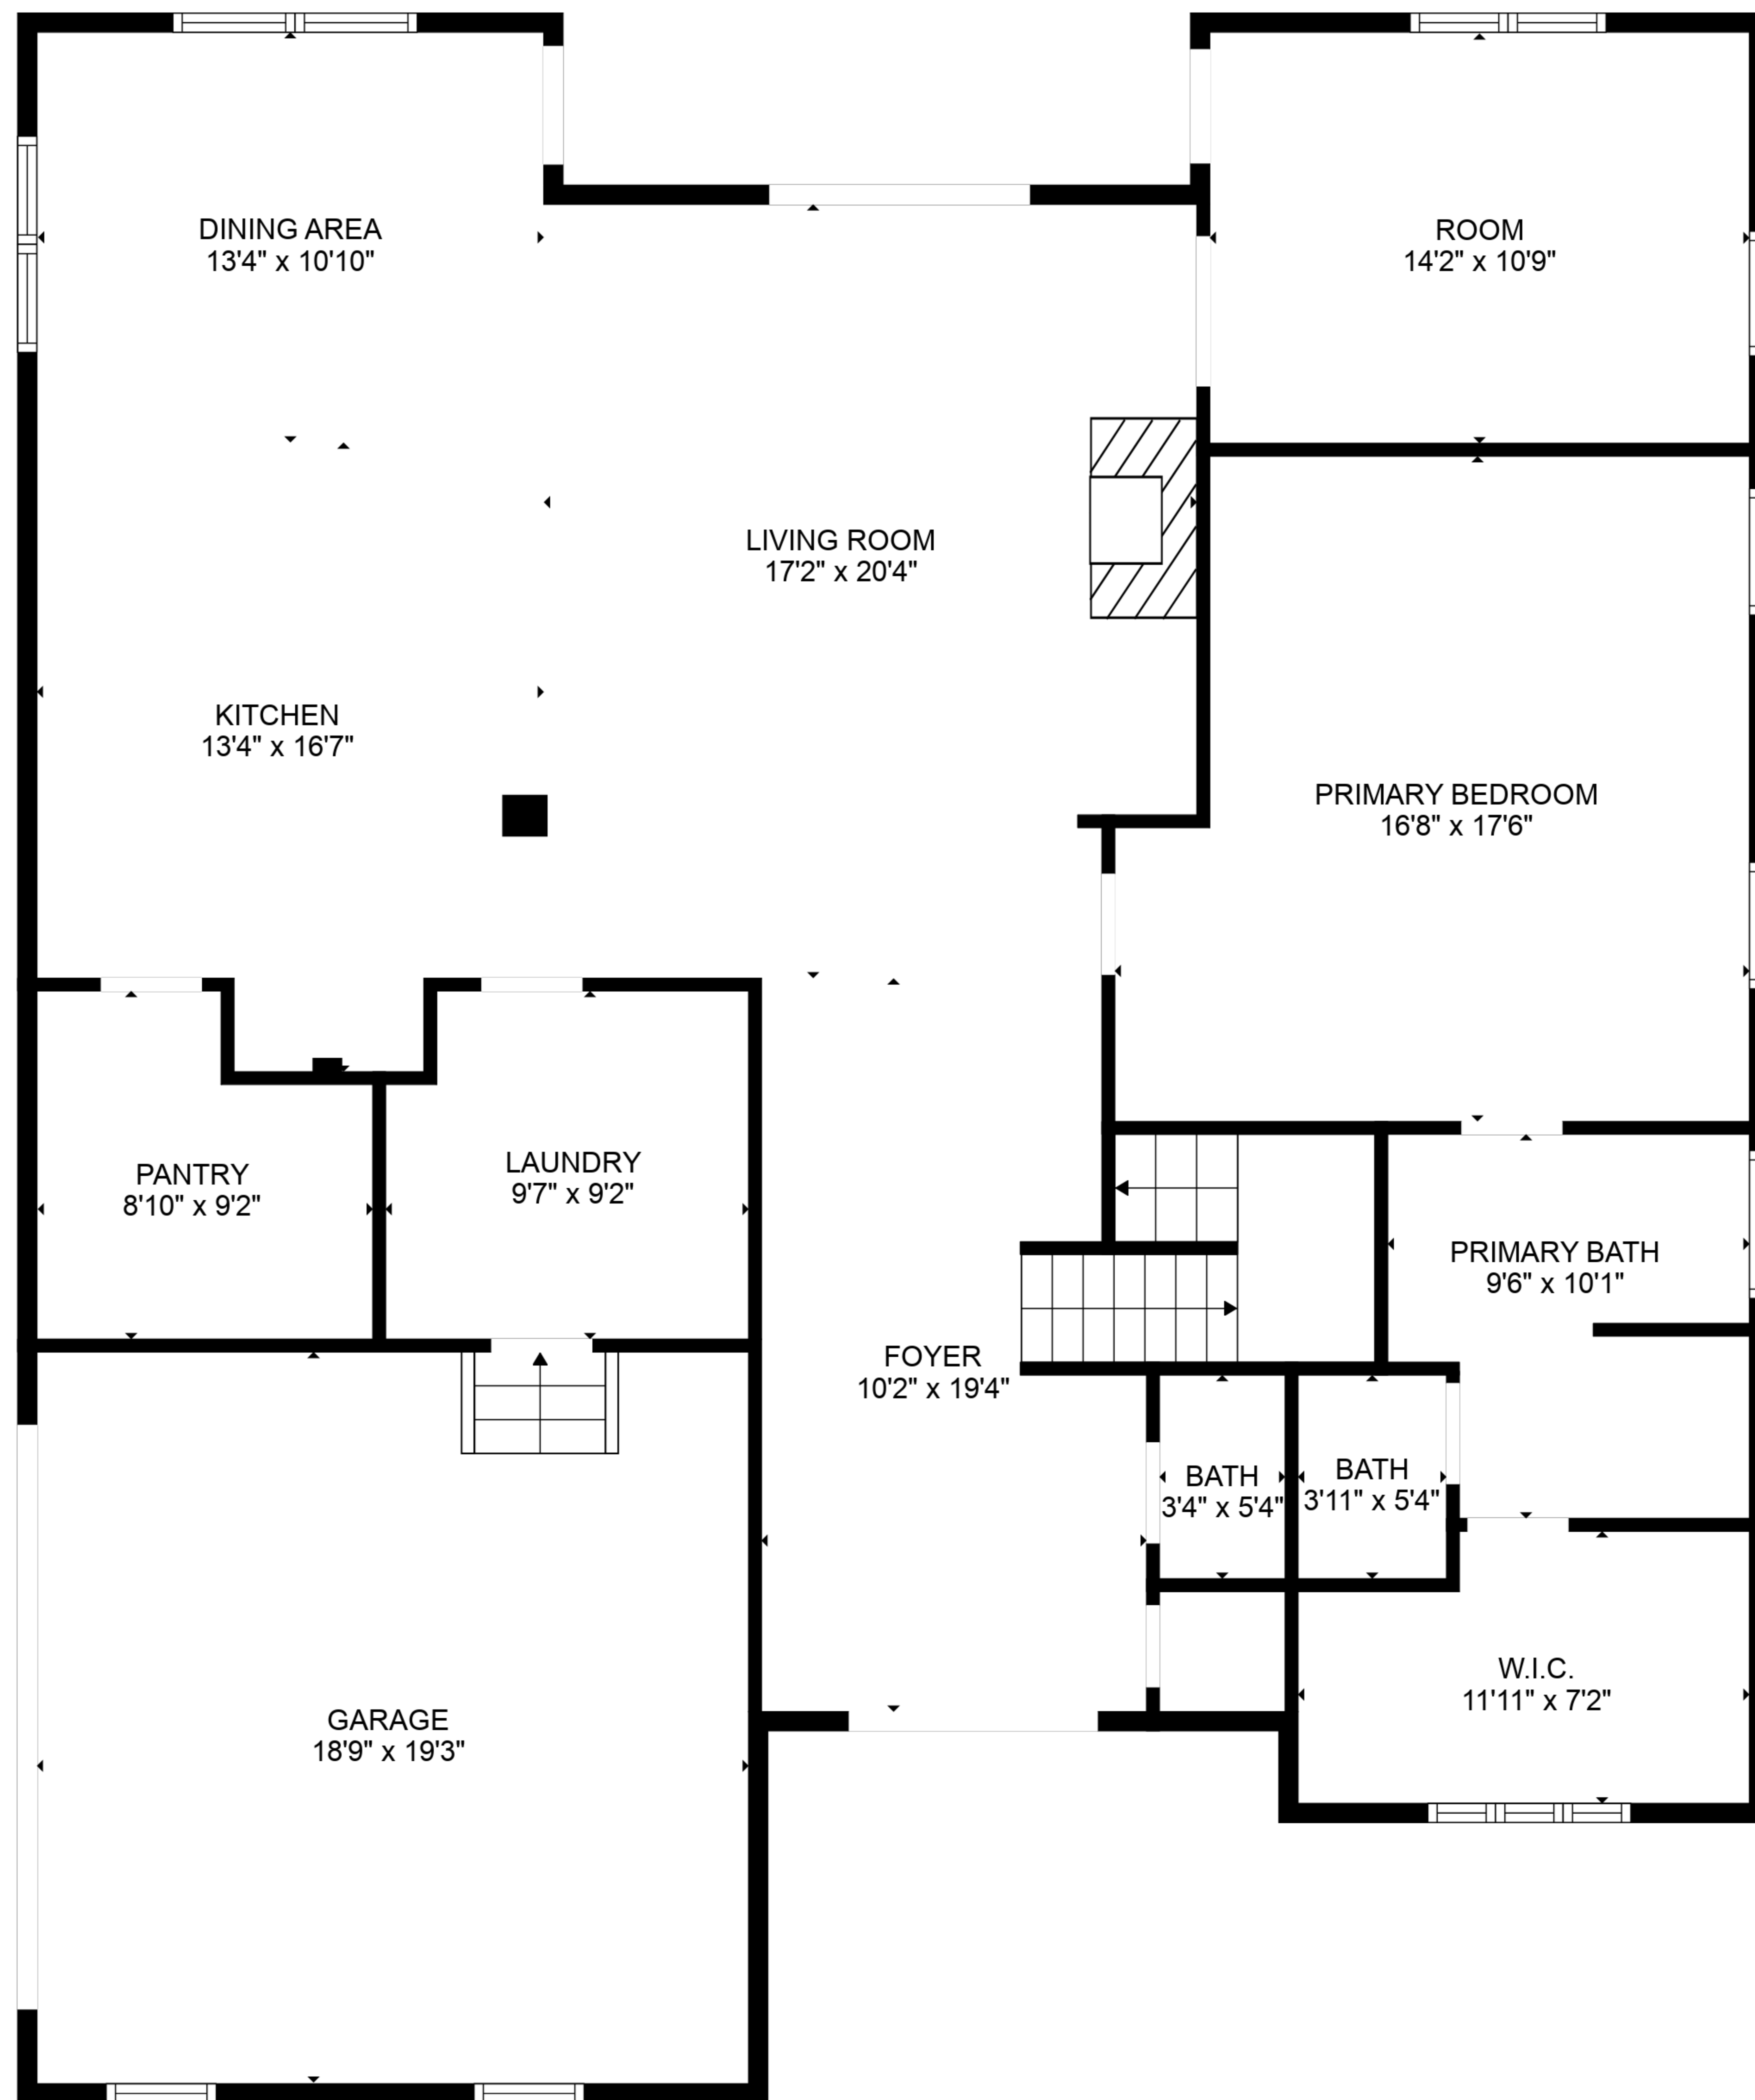 DINING AREA
13'4" x 10'10"
ROOM
14'2" x 10'9"
LIVING ROOM
17'2" x 20'4"
KITCHEN
13'4" x 16'7"
PRIMARY BEDROOM
16'8" x 17'6"
PANTRY
8'10" x 9'2"
LAUNDRY
9'7" x 9'2"
PRIMARY BATH
9'6" x 10'1"
FOYER
10'2" x 19'4"
BATH
3'4" x 5'4"
BATH
3'11" x 5'4"
W.I.C.
11'11" x 7'2"
GARAGE
18'9" x 19'3"